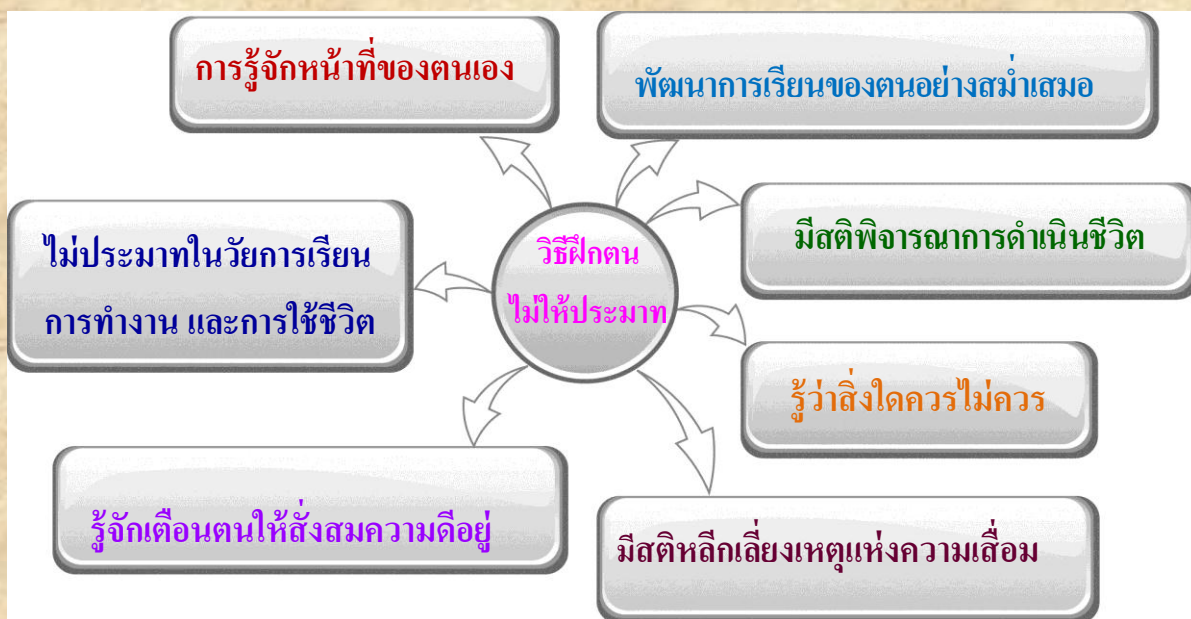 การรู้จักหน้าที่ของตนเอง
พัฒนาการเรียนของตนอย่างสม่ำเสมอ
มีสติพิจารณาการดำเนินชีวิต
ไม่ประมาทในวัยการเรียน
การทำงาน และการใช้ชีวิต
วิธีฝึกตน
ไม่ให้ประมาท
รู้ว่าสิ่งใดควรไม่ควร
รู้จักเตือนตนให้สั่งสมความดีอยู่
มีสติหลีกเลี่ยงเหตุแห่งความเสื่อม